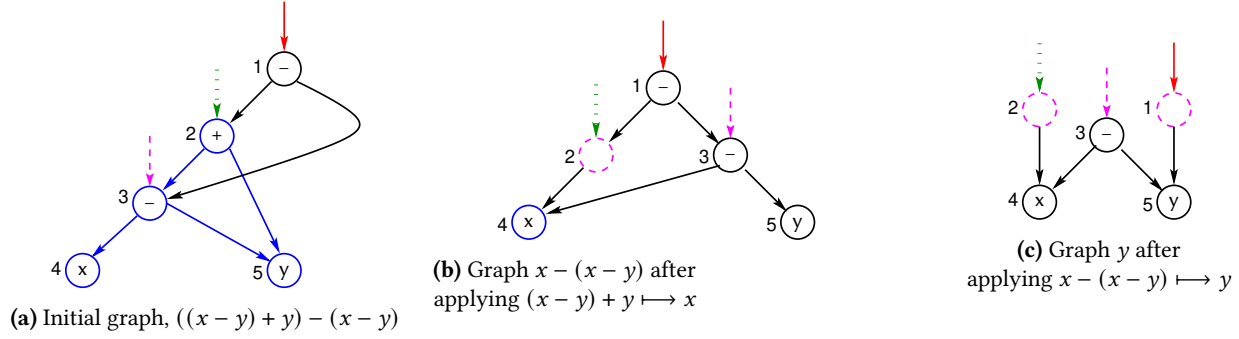 1 −
2 +
3 −
4 x
5 y
(a) Initial graph, ((x − y) + y) − (x − y)
1 −
2
3 −
4 x
5 y
(b) Graph x − (x − y) after
applying (x − y) + y ⟼ x
2
1
3 −
4 x
5 y
(c) Graph y after
applying x − (x − y) ⟼ y